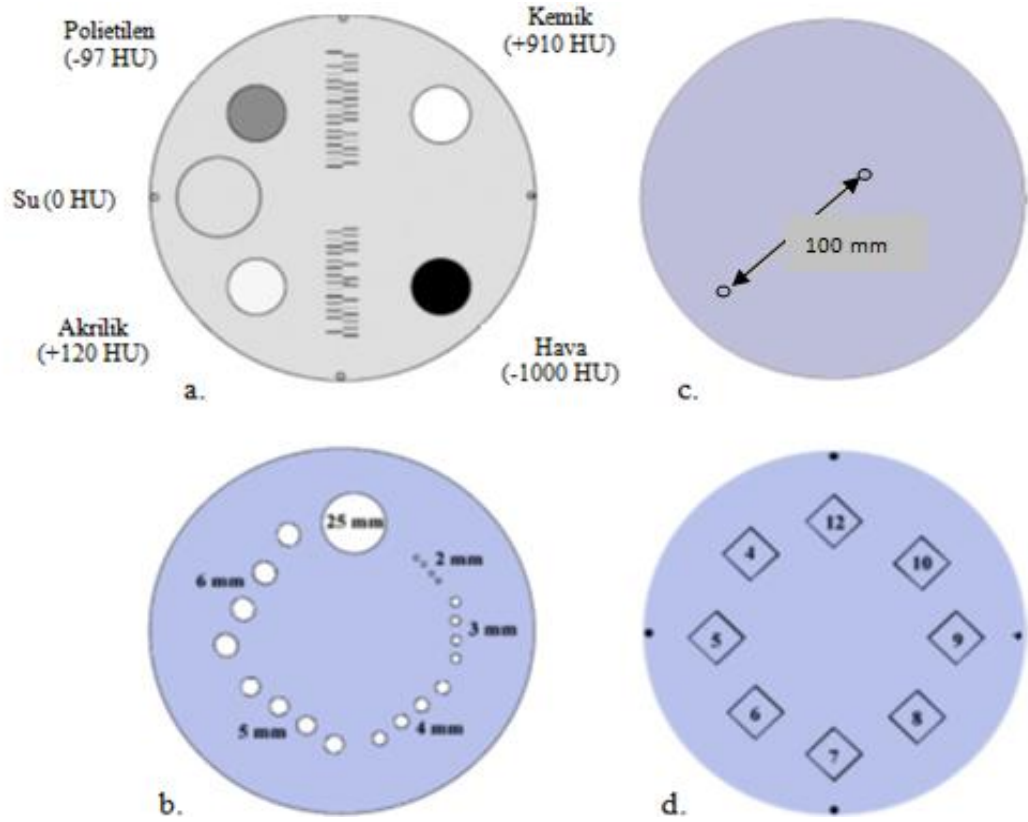 Polietilen
(-97 HU)
Kemik
(+910 HU)
Su (0 HU)
100 mm
Akrilik
(+120 HU)
Hava
(-1000 HU)
a.
c.
25 mm
2 mm
6 mm
3 mm
5 mm
4 mm
b.
12
4
10
5
9
6
8
7
d.